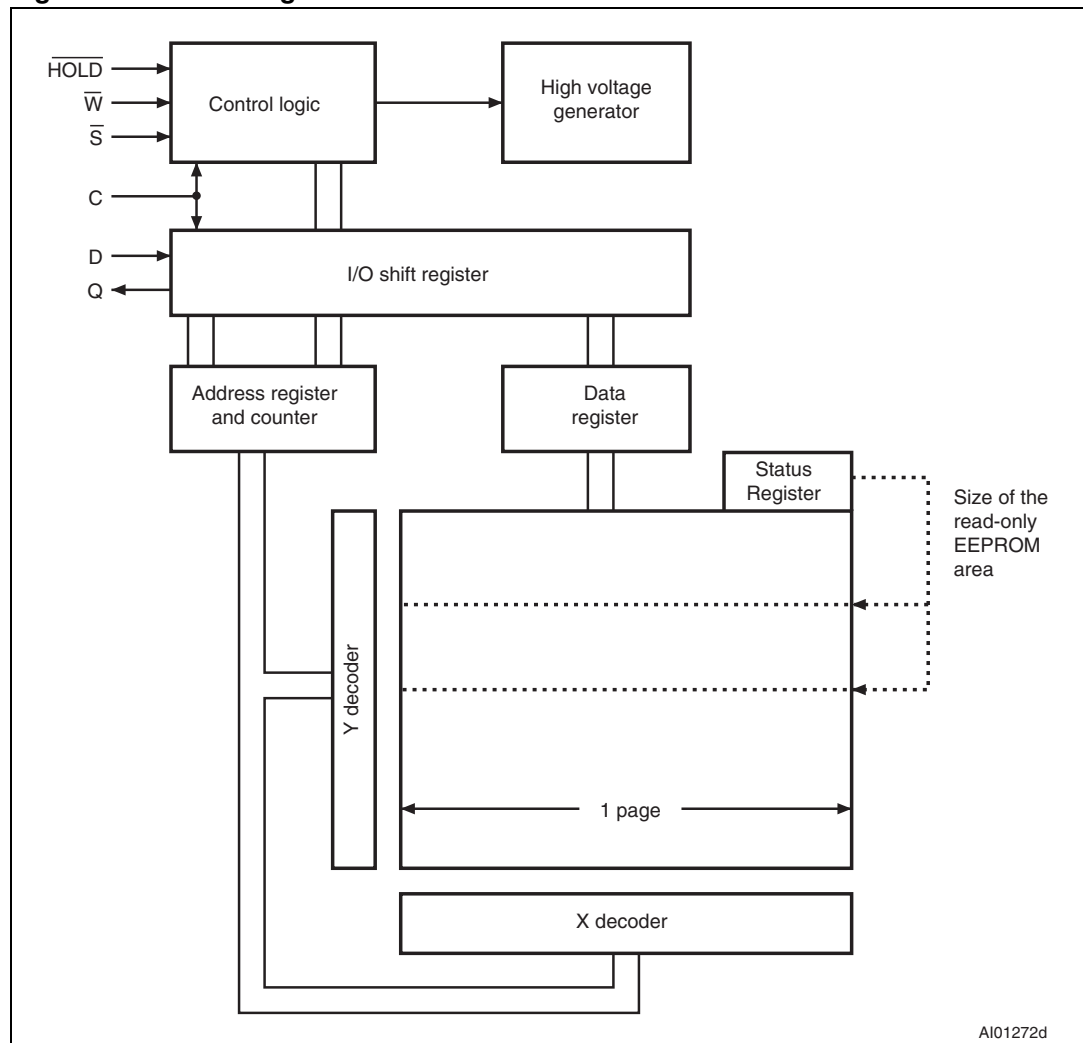 HOLD
W
S
C
D
Q
Control logic
High voltage
generator
I/O shift register
Address register
and counter
Data
register
Status
Register
Size of the
read-only
EEPROM
area
Y decoder
1 page
X decoder
AI01272d